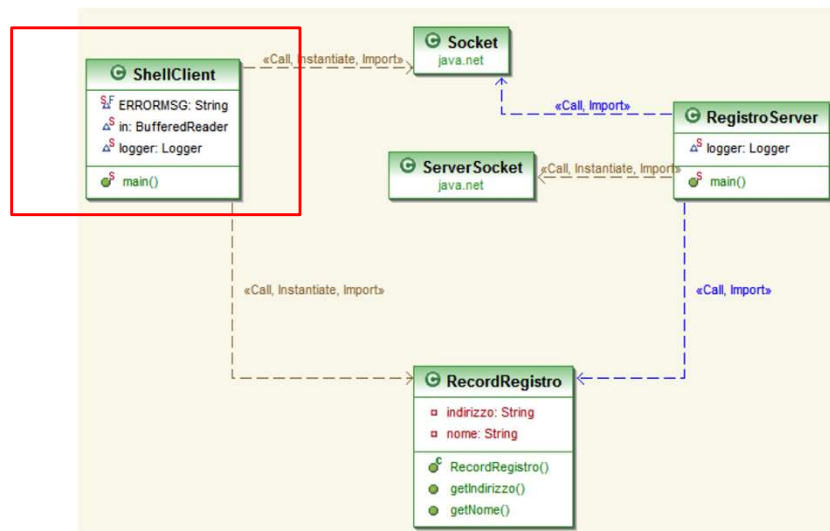 ShellClient
ERRORMSG: String
in: BufferedReader
logger: Logger
main()
«Call, Instantiate, Import»
Socket
java.net
«Call, Import»
RegistroServer
logger: Logger
main()
ServerSocket
java.net
«Call, Instantiate, Import»
«Call, Instantiate, Import»
«Call, Import»
RecordRegistro
indirizzo: String
nome: String
RecordRegistro()
getIndirizzo()
getNome()